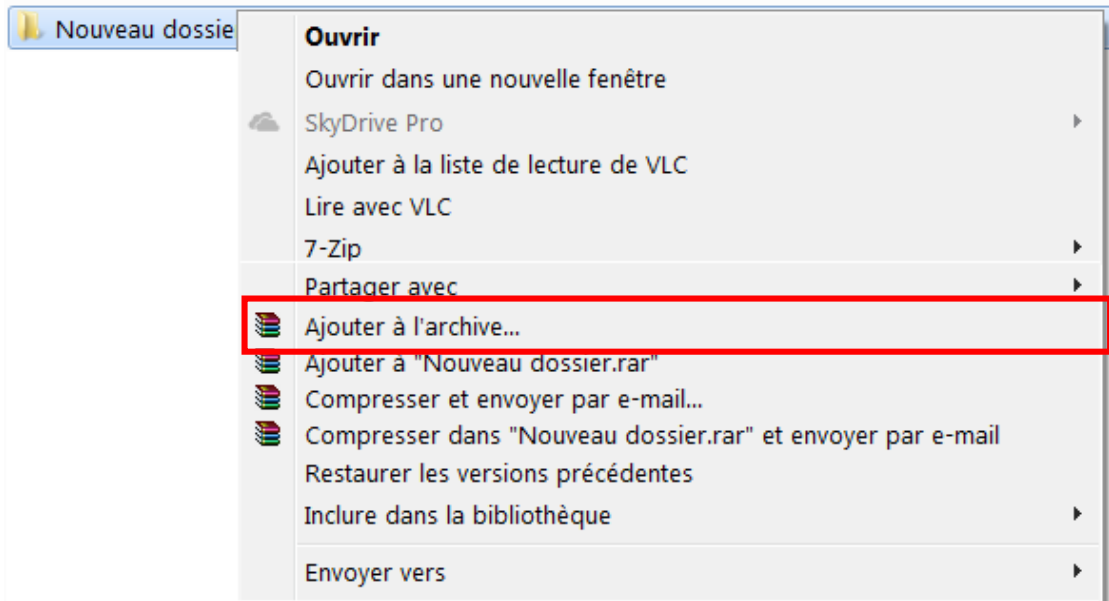 Nouveau dossie
Ouvrir
Ouvrir dans une nouvelle fenêtre
SkyDrive Pro
Ajouter à la liste de lecture de VLC
Lire avec VLC
7-Zip
Partager avec
Ajouter à l'archive...
Ajouter à "Nouveau dossier.rar"
Compresser et envoyer par e-mail...
Compresser dans "Nouveau dossier.rar" et envoyer par e-mail
Restaurer les versions précédentes
Inclure dans la bibliothèque
Envoyer vers